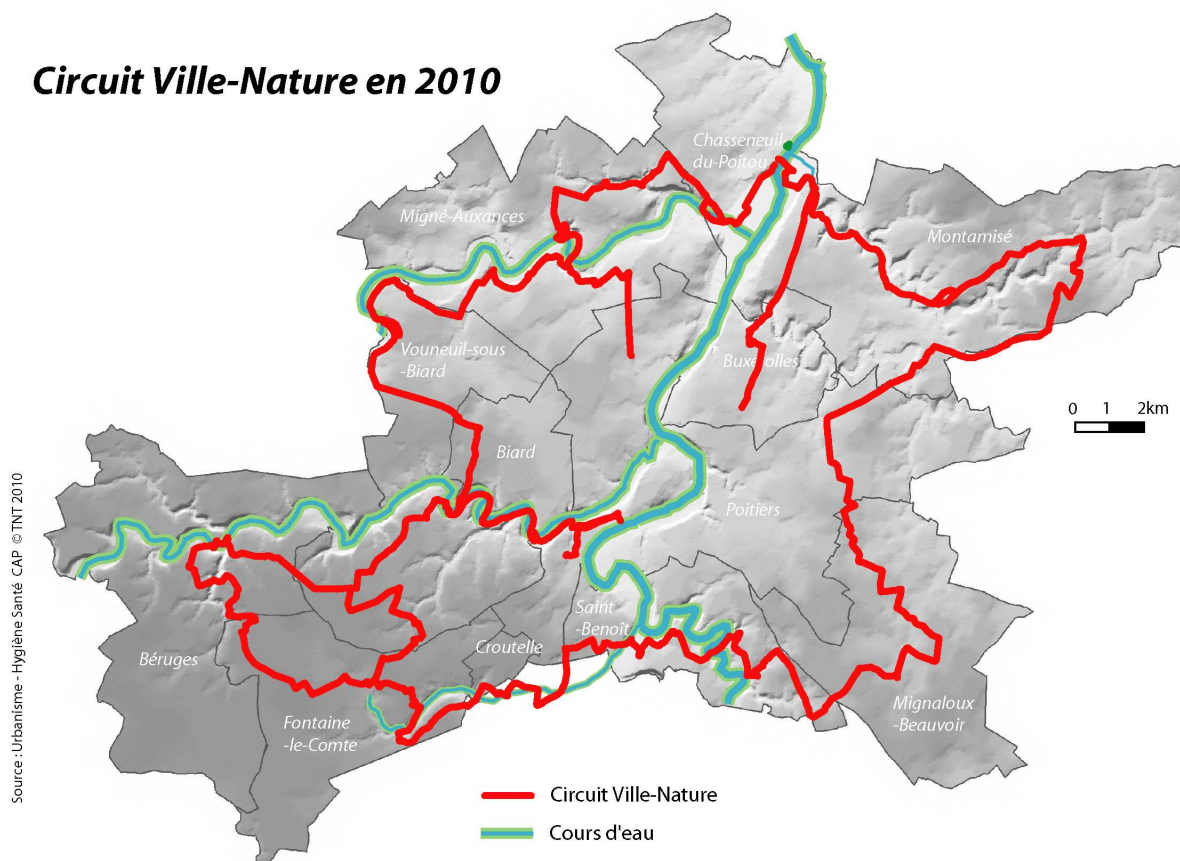 Circuit Ville-Nature en 2010
Chasseneuil
du-Poitou
Migné-Auxances
Montamisé
Vouneuil-sous
-Biard
Buxerolles
0 1 2km
Biard
Poitiers
Saint
-Benoît
Croutelle
Béruges
Mignaloux
-Beauvoir
Fontaine
-le-Comte
Source : Urbanisme - Hygiène Santé CAP © TNT 2010
Circuit Ville-Nature
Cours d'eau